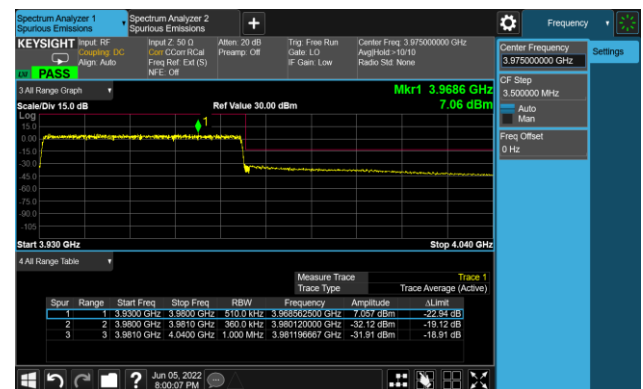 Spectrum Analyzer 1
Spurious Emissions
Spectrum Analyzer 2
Spurious Emissions
+
Frequency
KEYSIGHT
Input: RF
Coupling: DC
Align: Auto
Input Z: 50 Ω
Corr CCorr RCal
Freq Ref: Ext (S)
NFE: Off
Atten: 20 dB
Preamp: Off
Trig: Free Run
Gate: LO
IF Gain: Low
Center Freq: 3.975000000 GHz
Avg|Hold:>10/10
Radio Std: None
PASS
Center Frequency
3.975000000 GHz
Settings
CF Step
3.500000 MHz
Auto
Man
Freq Offset
0 Hz
3 All Range Graph
Mkr1 3.9686 GHz
7.06 dBm
Scale/Div 15.0 dB
Ref Value 30.00 dBm
Log
15.0
0.00
-15.0
-30.0
-45.0
-60.0
-75.0
-90.0
-105
1
Start 3.930 GHz
Stop 4.040 GHz
4 All Range Table
Measure Trace Trace 1
Trace Type Trace Average (Active)
Spur Range Start Freq Stop Freq RBW Frequency Amplitude ΔLimit
1 1 3.9300 GHz 3.9800 GHz 510.0 kHz 3.968562500 GHz 7.057 dBm -22.94 dB
2 2 3.9800 GHz 3.9810 GHz 360.0 kHz 3.980120000 GHz -32.12 dBm -19.12 dB
3 3 3.9810 GHz 4.0400 GHz 1.000 MHz 3.981196667 GHz -31.91 dBm -18.91 dB
Jun 05, 2022
8:00:07 PM